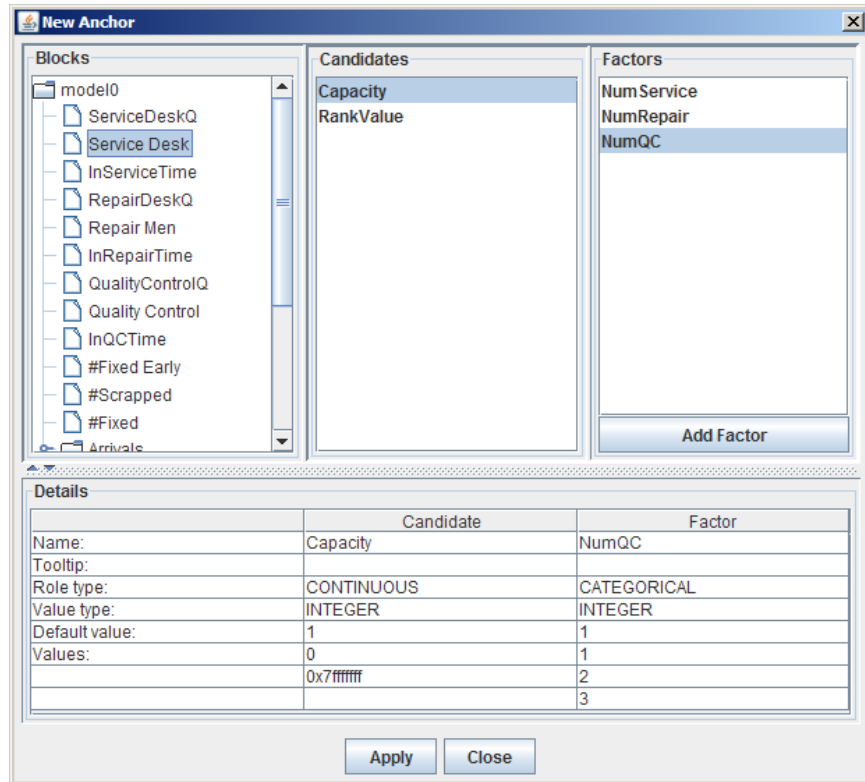 New Anchor
Blocks
model0
ServiceDeskQ
Service Desk
InServiceTime
RepairDeskQ
Repair Men
InRepairTime
QualityControlQ
Quality Control
InQCTime
#Fixed Early
#Scrapped
#Fixed
Arrivals
Candidates
Capacity
RankValue
Factors
NumService
NumRepair
NumQC
Add Factor
Details
Candidate Factor
Name: Capacity NumQC
Tooltip:
Role type: CONTINUOUS CATEGORICAL
Value type: INTEGER INTEGER
Default value: 1 1
Values: 0 1
0x7fffffff 2
3
Apply Close